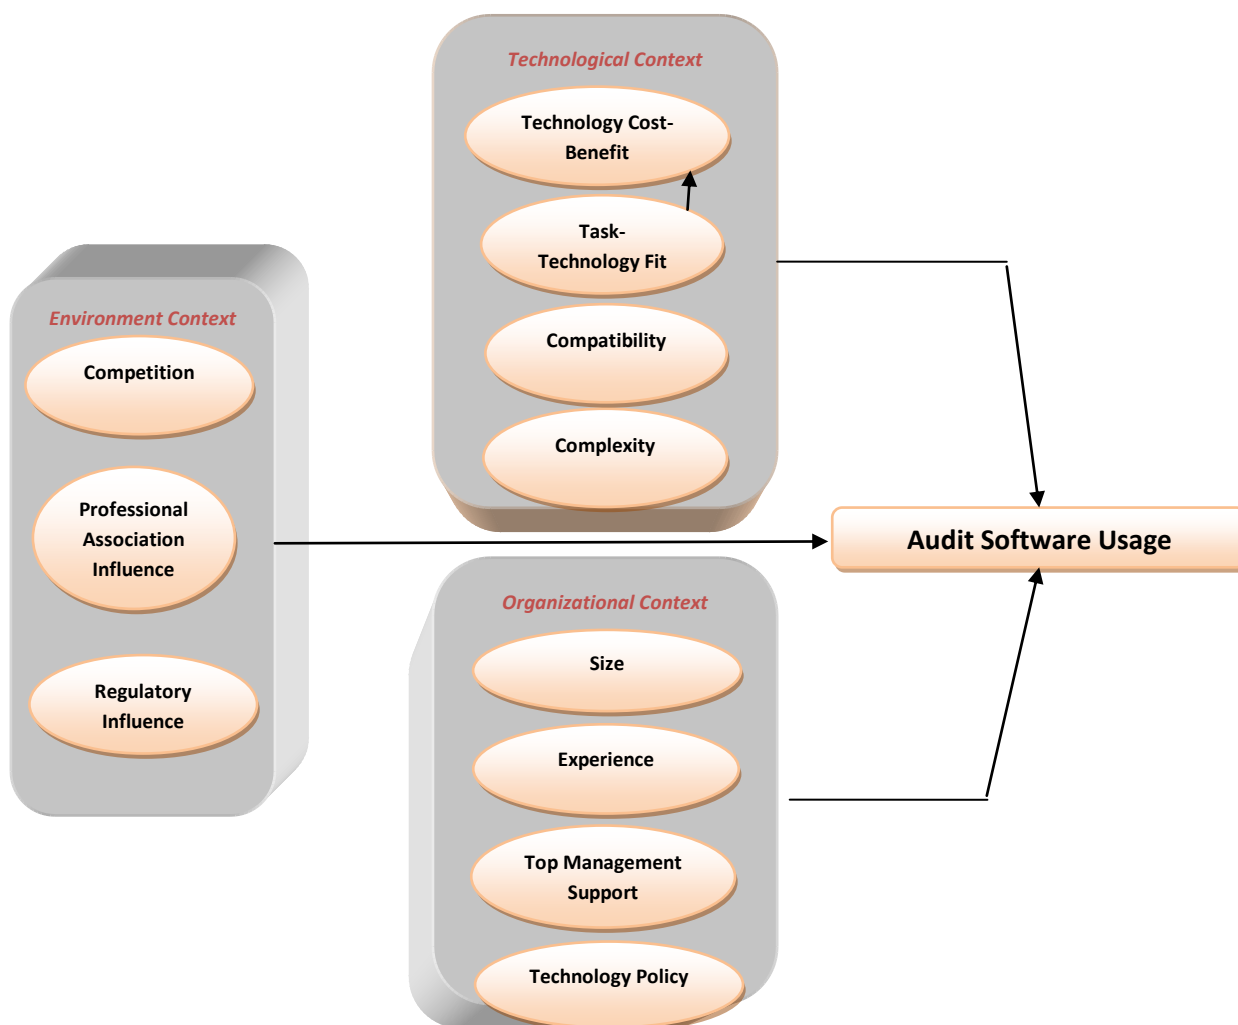 Technological Context
Technology Cost-
Benefit
Task-
Technology Fit
Compatibility
Complexity
Environment Context
Competition
Professional
Association
Influence
Regulatory
Influence
Audit Software Usage
Organizational Context
Size
Experience
Top Management
Support
Technology Policy